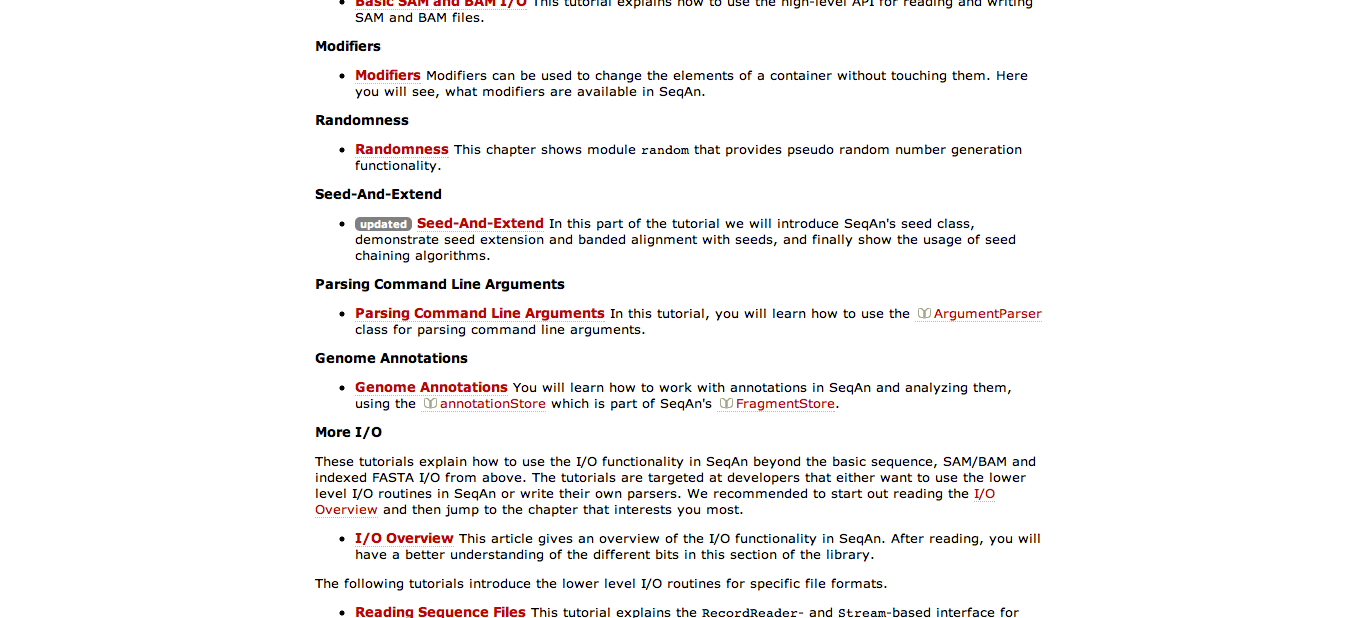 Basic SAM and BAM I/O This tutorial explains how to use the high-level API for reading and writing
SAM and BAM files.
Modifiers
Modifiers Modifiers can be used to change the elements of a container without touching them. Here
you will see, what modifiers are available in SeqAn.
Randomness
Randomness This chapter shows module random that provides pseudo random number generation
functionality.
Seed-And-Extend
updated Seed-And-Extend In this part of the tutorial we will introduce SeqAn's seed class,
demonstrate seed extension and banded alignment with seeds, and finally show the usage of seed
chaining algorithms.
Parsing Command Line Arguments
Parsing Command Line Arguments In this tutorial, you will learn how to use the ArgumentParser
class for parsing command line arguments.
Genome Annotations
Genome Annotations You will learn how to work with annotations in SeqAn and analyzing them,
using the annotationStore which is part of SeqAn's FragmentStore.
More I/O
These tutorials explain how to use the I/O functionality in SeqAn beyond the basic sequence, SAM/BAM and
indexed FASTA I/O from above. The tutorials are targeted at developers that either want to use the lower
level I/O routines in SeqAn or write their own parsers. We recommended to start out reading the I/O
Overview and then jump to the chapter that interests you most.
I/O Overview This article gives an overview of the I/O functionality in SeqAn. After reading, you will
have a better understanding of the different bits in this section of the library.
The following tutorials introduce the lower level I/O routines for specific file formats.
Reading Sequence Files This tutorial explains the RecordReader- and Stream-based interface for